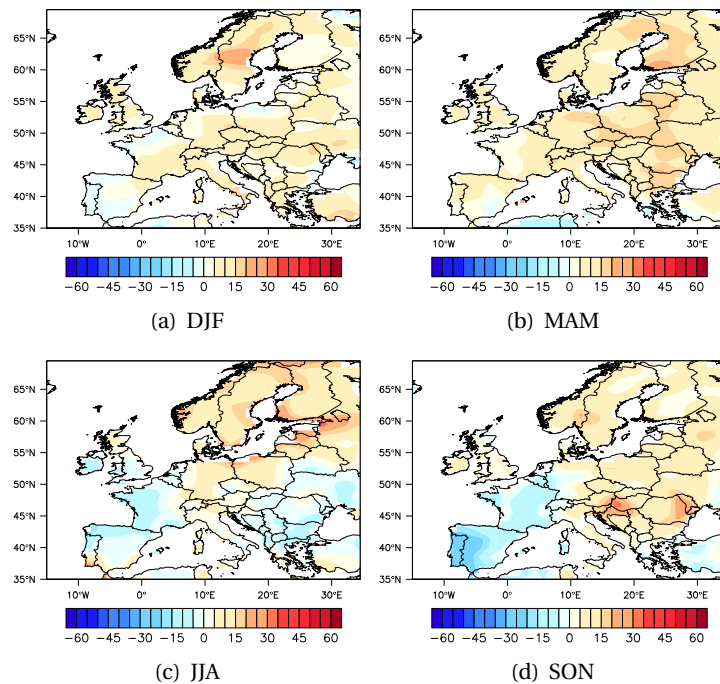 65°N 65°N
60°N 60°N
55°N 55°N
50°N 50°N
45°N 45°N
40°N 40°N
35°N 35°N
10°W 0° 10°E 20°E 30°E 10°W 0° 10°E 20°E 30°E
−60 −45 −30 −15 0 15 30 45 60 −60 −45 −30 −15 0 15 30 45 60
(a) DJF (b) MAM
65°N 65°N
60°N 60°N
55°N 55°N
50°N 50°N
45°N 45°N
40°N 40°N
35°N 35°N
10°W 0° 10°E 20°E 30°E 10°W 0° 10°E 20°E 30°E
−60 −45 −30 −15 0 15 30 45 60 −60 −45 −30 −15 0 15 30 45 60
(c) JJA (d) SON